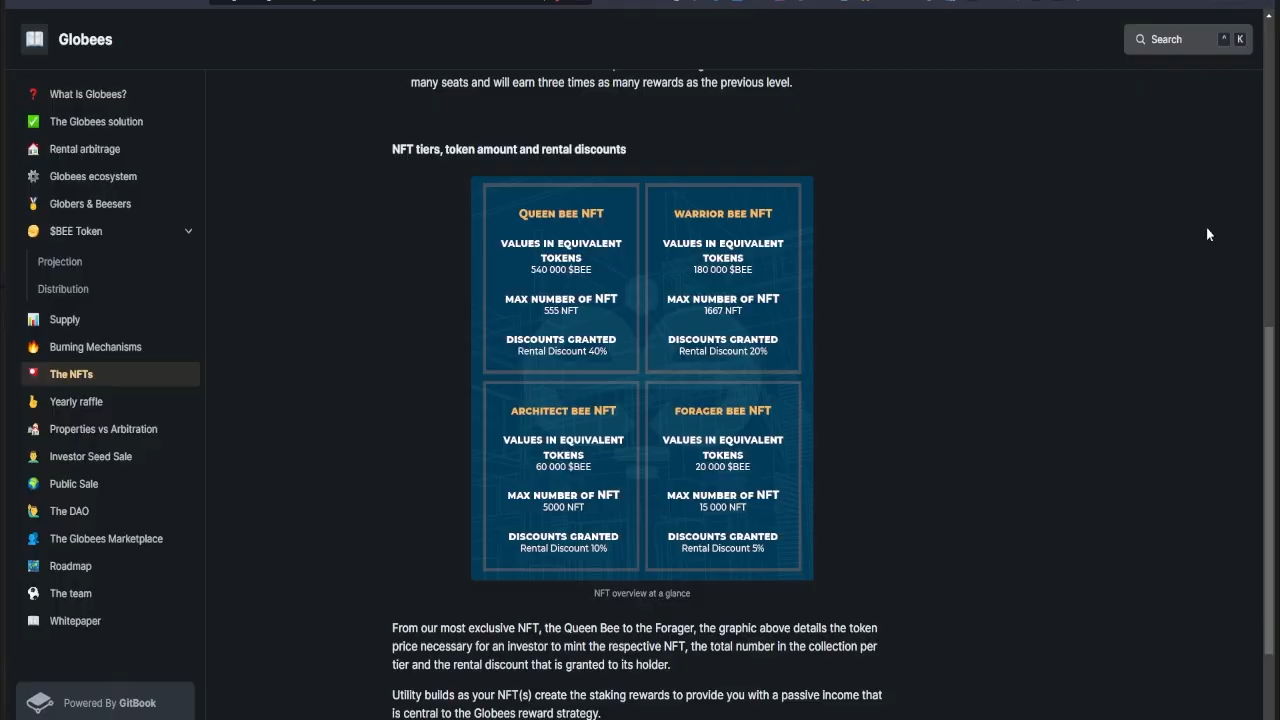 Globees
Search
^
K
What Is Globees?
The Globees solution
Rental arbitrage
Globees ecosystem
Globers & Beesers
$BEE Token
Projection
Distribution
Supply
Burning Mechanisms
The NFTs
Yearly raffle
Properties vs Arbitration
Investor Seed Sale
Public Sale
The DAO
The Globees Marketplace
Roadmap
The team
Whitepaper
Powered By GitBook
many seats and will earn three times as many rewards as the previous level.
NFT tiers, token amount and rental discounts
QUEEN BEE NFT
VALUES IN EQUIVALENT
TOKENS
540 000 $BEE
MAX NUMBER OF NFT
555 NFT
DISCOUNTS GRANTED
Rental Discount 40%
WARRIOR BEE NFT
VALUES IN EQUIVALENT
TOKENS
180 000 $BEE
MAX NUMBER OF NFT
1667 NFT
DISCOUNTS GRANTED
Rental Discount 20%
ARCHITECT BEE NFT
VALUES IN EQUIVALENT
TOKENS
60 000 $BEE
MAX NUMBER OF NFT
5000 NFT
DISCOUNTS GRANTED
Rental Discount 10%
FORAGER BEE NFT
VALUES IN EQUIVALENT
TOKENS
20 000 $BEE
MAX NUMBER OF NFT
15 000 NFT
DISCOUNTS GRANTED
Rental Discount 5%
NFT overview at a glance
From our most exclusive NFT, the Queen Bee to the Forager, the graphic above details the token
price necessary for an investor to mint the respective NFT, the total number in the collection per
tier and the rental discount that is granted to its holder.
Utility builds as your NFT(s) create the staking rewards to provide you with a passive income that
is central to the Globees reward strategy.